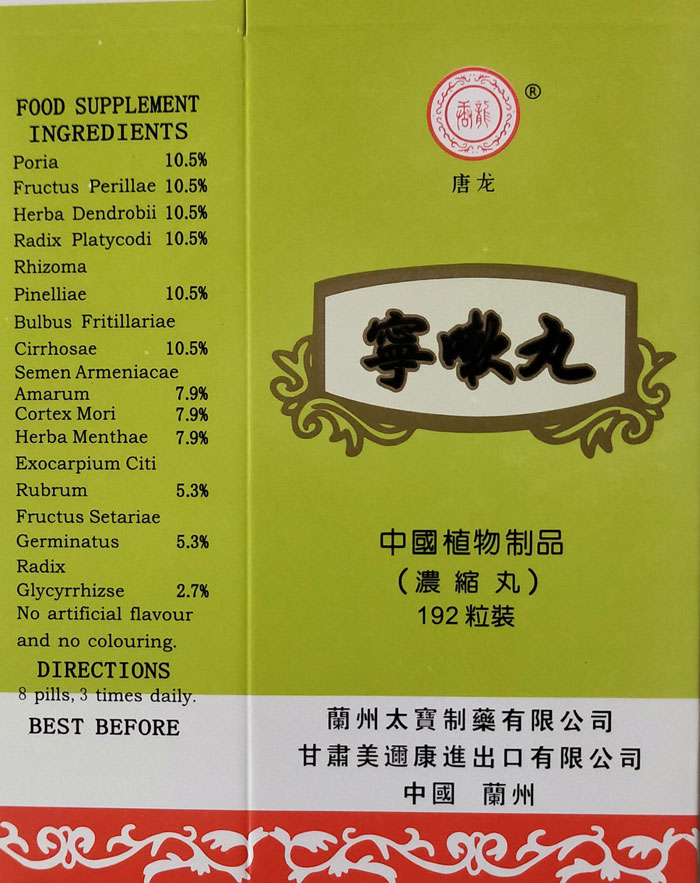 FOOD SUPPLEMENT
INGREDIENTS
Poria 10.5%
Fructus Perillae 10.5%
Herba Dendrobii 10.5%
Radix Platycodi 10.5%
Rhizoma
Pinelliae 10.5%
Bulbus Fritillariae
Cirrhosae 10.5%
Semen Armeniacae
Amarum 7.9%
Cortex Mori 7.9%
Herba Menthae 7.9%
Exocarpium Citi
Rubrum 5.3%
Fructus Setariae
Germinatus 5.3%
Radix
Glycyrrhizse 2.7%
No artificial flavour
and no colouring.
DIRECTIONS
8 pills, 3 times daily.
BEST BEFORE
®
唐龙
寧嗽丸
中國植物制品
（濃縮丸）
192粒裝
蘭州太寶制藥有限公司
甘肅美邇康進出口有限公司
中國 蘭州